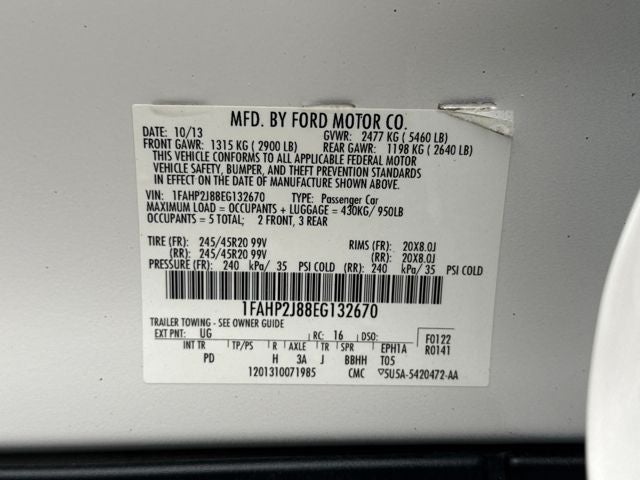 MFD. BY FORD MOTOR CO.
DATE: 10/13 GVWR: 2477 KG ( 5460 LB)
FRONT GAWR: 1315 KG ( 2900 LB) REAR GAWR: 1198 KG ( 2640 LB)
THIS VEHICLE CONFORMS TO ALL APPLICABLE FEDERAL MOTOR
VEHICLE SAFETY, BUMPER, AND THEFT PREVENTION STANDARDS
IN EFFECT ON THE DATE OF MANUFACTURE SHOWN ABOVE.
VIN: 1FAHP2J88EG132670 TYPE: Passenger Car
MAXIMUM LOAD = OCCUPANTS + LUGGAGE = 430KG/ 950LB
OCCUPANTS = 5 TOTAL; 2 FRONT, 3 REAR
TIRE (FR): 245/45R20 99V RIMS (FR): 20X8.0J
(RR): 245/45R20 99V (RR): 20X8.0J
PRESSURE (FR): 240 kPa/ 35 PSI COLD (RR): 240 kPa/ 35 PSI COLD
1FAHP2J88EG132670
TRAILER TOWING - SEE OWNER GUIDE
EXT PNT: UG RC: 16 DSO: F0122
INT TR TP/PS R AXLE TR SPR EPH1A R0141
PD H 3A J BBHH T05
1201310071985 CMC ▽5U5A-5420472-AA